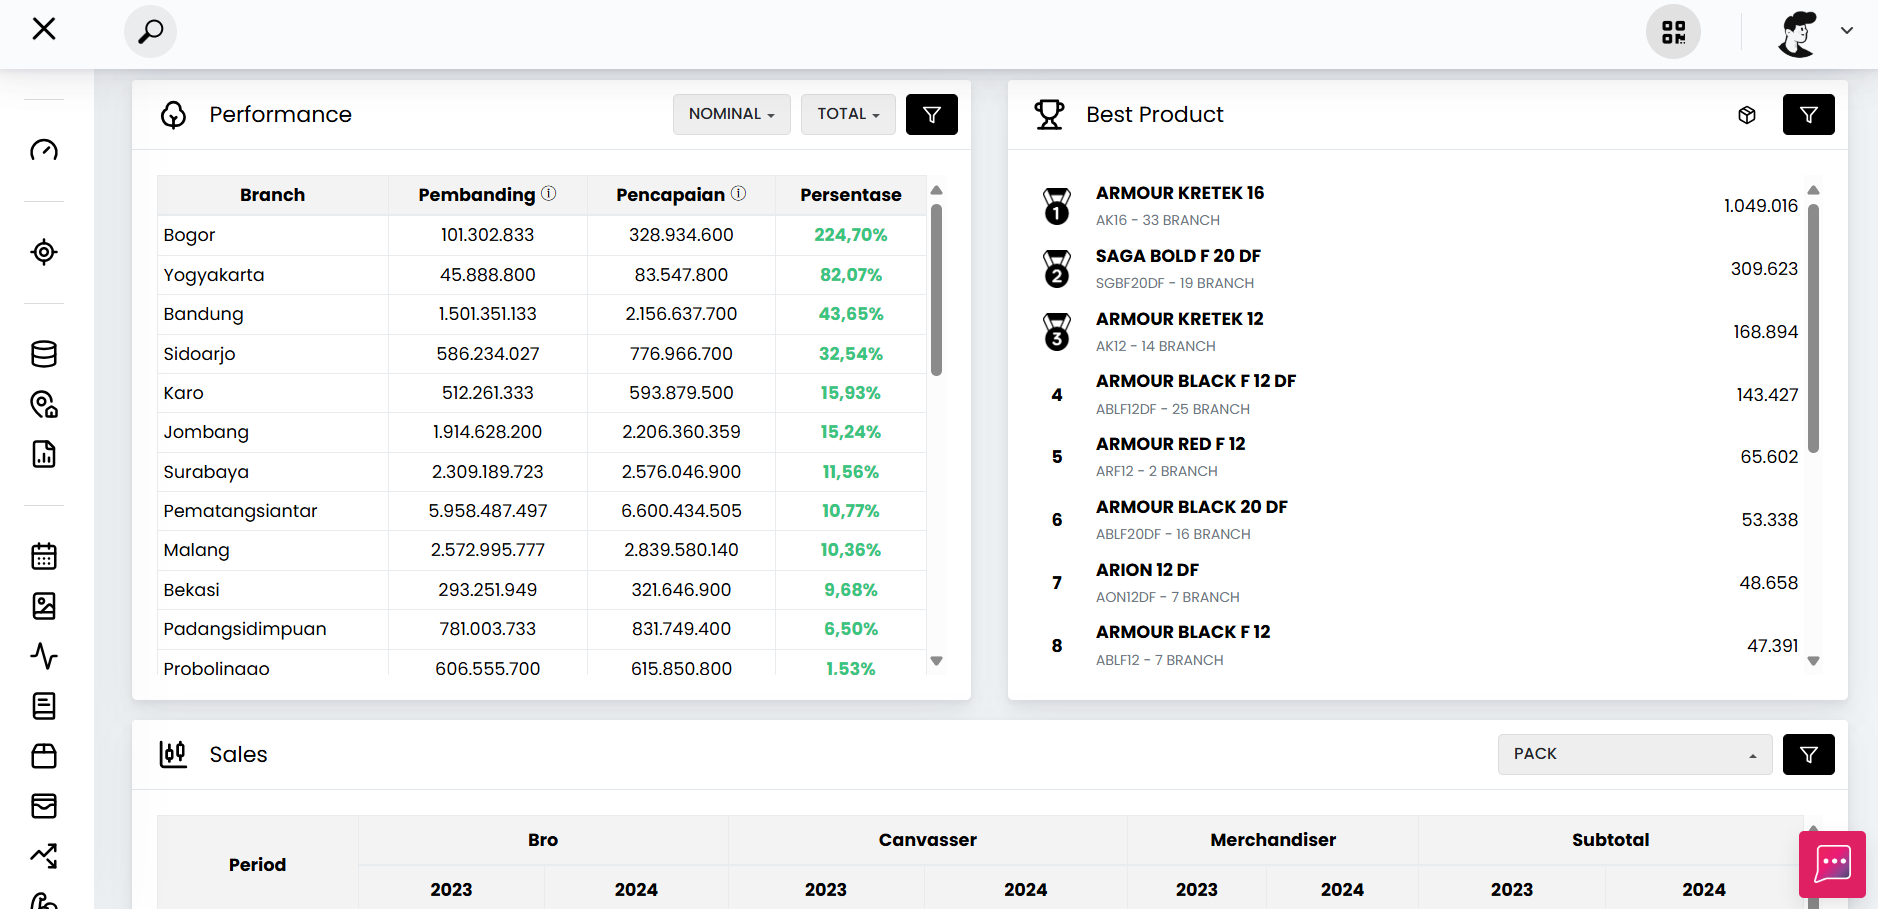 Performance
NOMINAL
TOTAL
Branch Pembanding Pencapaian Persentase
Bogor 101.302.833 328.934.600 224,70%
Yogyakarta 45.888.800 83.547.800 82,07%
Bandung 1.501.351.133 2.156.637.700 43,65%
Sidoarjo 586.234.027 776.966.700 32,54%
Karo 512.261.333 593.879.500 15,93%
Jombang 1.914.628.200 2.206.360.359 15,24%
Surabaya 2.309.189.723 2.576.046.900 11,56%
Pematangsiantar 5.958.487.497 6.600.434.505 10,77%
Malang 2.572.995.777 2.839.580.140 10,36%
Bekasi 293.251.949 321.646.900 9,68%
Padangsidimpuan 781.003.733 831.749.400 6,50%
Probolinggo 606.555.700 615.850.800 1,53%
Best Product
1 ARMOUR KRETEK 16 1.049.016
AK16 - 33 BRANCH
2 SAGA BOLD F 20 DF 309.623
SGBF20DF - 19 BRANCH
3 ARMOUR KRETEK 12 168.894
AK12 - 14 BRANCH
4 ARMOUR BLACK F 12 DF 143.427
ABLF12DF - 25 BRANCH
5 ARMOUR RED F 12 65.602
ARF12 - 2 BRANCH
6 ARMOUR BLACK 20 DF 53.338
ABLF20DF - 16 BRANCH
7 ARION 12 DF 48.658
AON12DF - 7 BRANCH
8 ARMOUR BLACK F 12 47.391
ABLF12 - 7 BRANCH
Sales
PACK
Period Bro Canvasser Merchandiser Subtotal
2023 2024 2023 2024 2023 2024 2023 2024